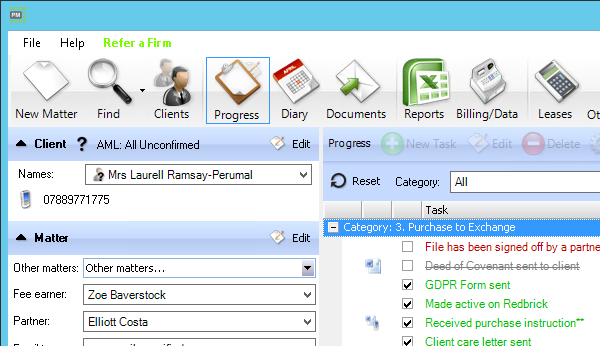 PM
File Help Refer a Firm
New Matter Find Clients Progress Diary Documents Reports Billing/Data Leases
Client ? AML: All Unconfirmed Edit
Names: Mrs Laurell Ramsay-Perumal
07889771775
Matter Edit
Other matters: Other matters...
Fee earner: Zoe Baverstock
Partner: Elliott Costa
Progress New Task Edit Delete
Reset Category: All
Task
Category: 3. Purchase to Exchange
File has been signed off by a partne
Deed of Covenant sent to client
GDPR Form sent
Made active on Redbrick
Received purchase instruction**
Client care letter sent